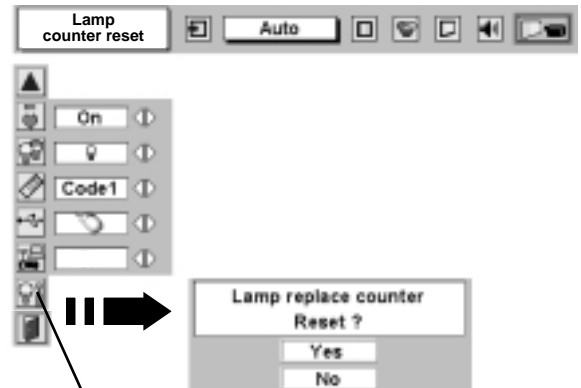 Lamp
counter reset
Auto
On
Code1
Lamp replace counter
Reset ?
Yes
No